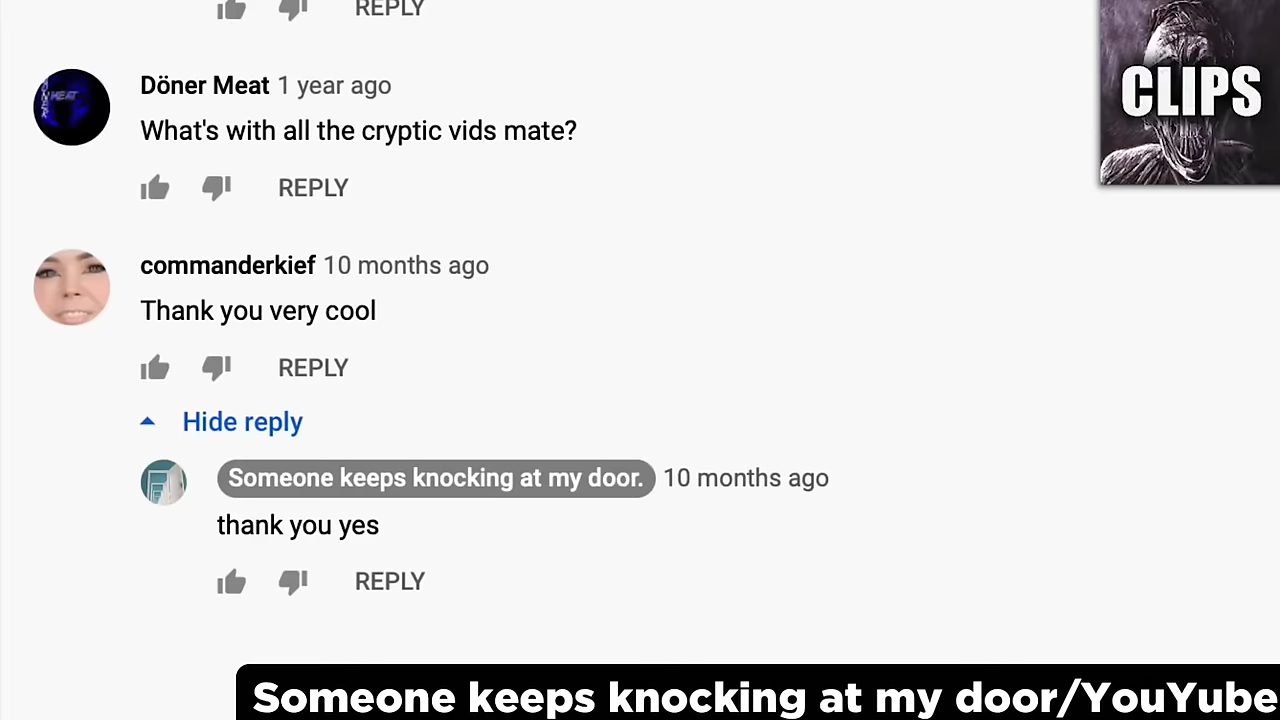 REPLY
Döner Meat 1 year ago
What's with all the cryptic vids mate?
REPLY
commanderkief 10 months ago
Thank you very cool
REPLY
Hide reply
Someone keeps knocking at my door. 10 months ago
thank you yes
REPLY
CLIPS
Someone keeps knocking at my door/YouYube